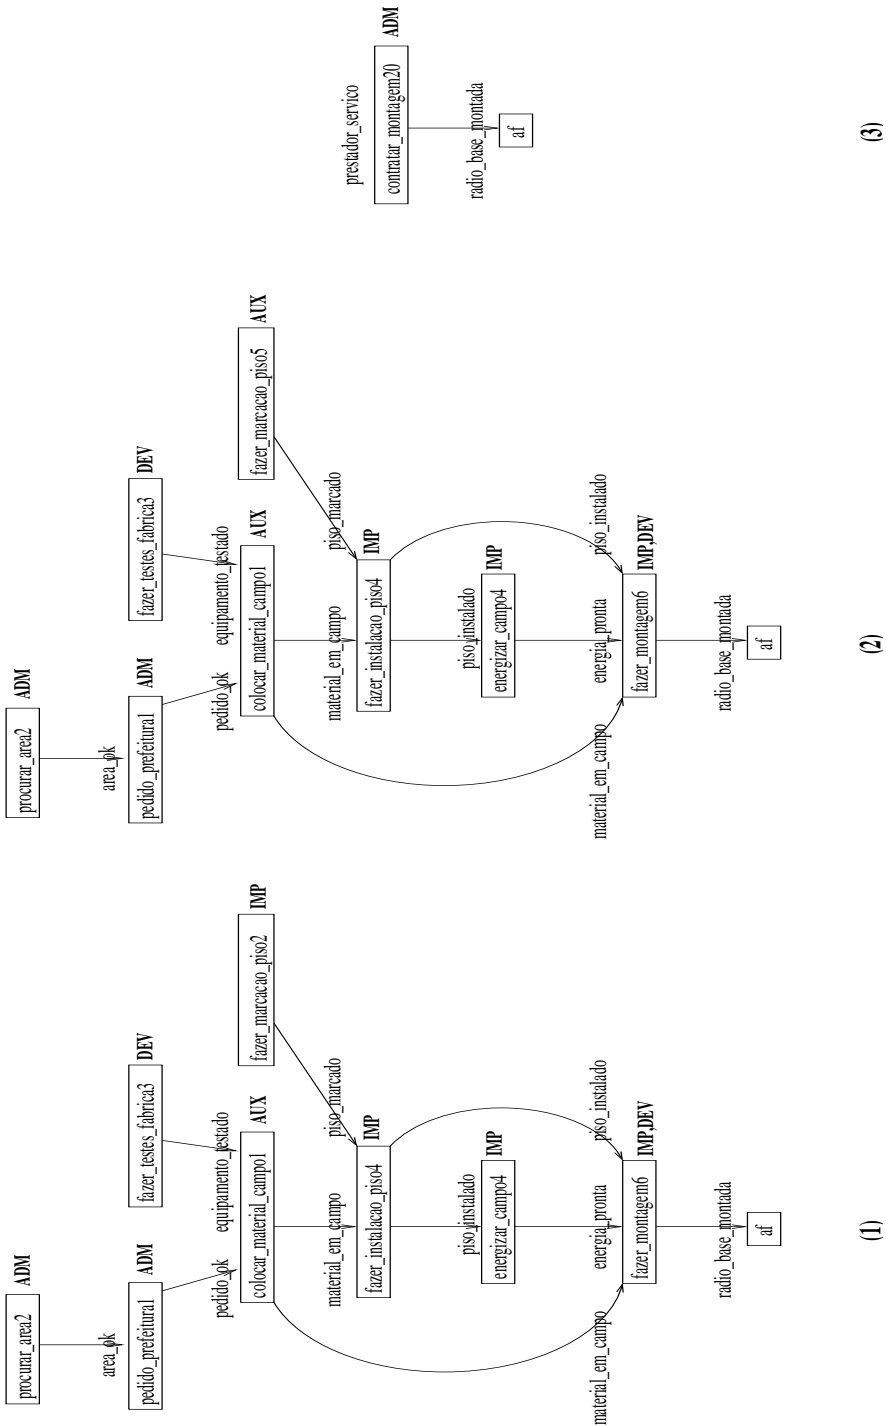 procurar_area2
ADM
area_ok
pedido_prefeitura1
ADM
fazer_testes_fabrica3
DEV
pedido_ok
equipamento_testado
colocar_material_campo1
AUX
fazer_marcacao_piso2
IMP
material_em_campo
piso_marcado
fazer_instalacao_piso4
IMP
piso_instalado
energizar_campo4
IMP
material_em_campo
energia_pronta
piso_instalado
fazer_montagem6
IMP,DEV
radio_base_montada
af
(1)
procurar_area2
ADM
area_ok
pedido_prefeitura1
ADM
fazer_testes_fabrica3
DEV
pedido_ok
equipamento_testado
colocar_material_campo1
AUX
fazer_marcacao_piso5
AUX
material_em_campo
piso_marcado
fazer_instalacao_piso4
IMP
piso_instalado
energizar_campo4
IMP
material_em_campo
energia_pronta
piso_instalado
fazer_montagem6
IMP,DEV
radio_base_montada
af
(2)
prestador_servico
contratar_montagem20
ADM
radio_base_montada
af
(3)